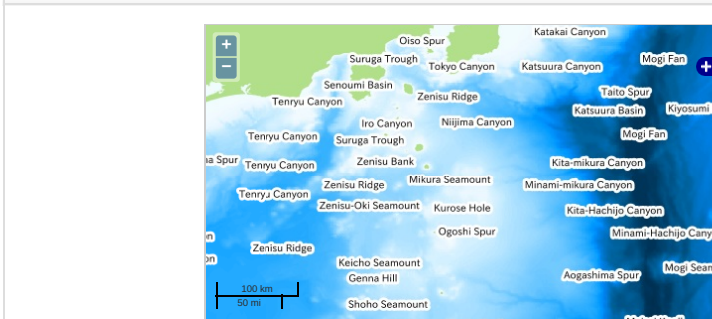 Katakai Canyon
Oiso Spur
+
Suruga Trough
Mogi Fan
Tokyo Canyon
Katsuura Canyon
+
−
Senoumi Basin
Taito Spur
Zenisu Ridge
Tenryu Canyon
Katsuura Basin
Kiyosumi
Iro Canyon
Niijima Canyon
Tenryu Canyon
Mogi Fan
Suruga Trough
a Spur
Zenisu Bank
Kita-mikura Canyon
Tenryu Canyon
Mikura Seamount
Zenisu Ridge
Minami-mikura Canyon
Tenryu Canyon
Zenisu-Oki Seamount
Kurose Hole
Kita-Hachijo Canyon
Ogoshi Spur
Minami-Hachijo Cany
on
Zenisu Ridge
on
Keicho Seamount
Mogi Sean
Genna Hill
Aogashima Spur
100 km
50 mi
Shoho Seamount